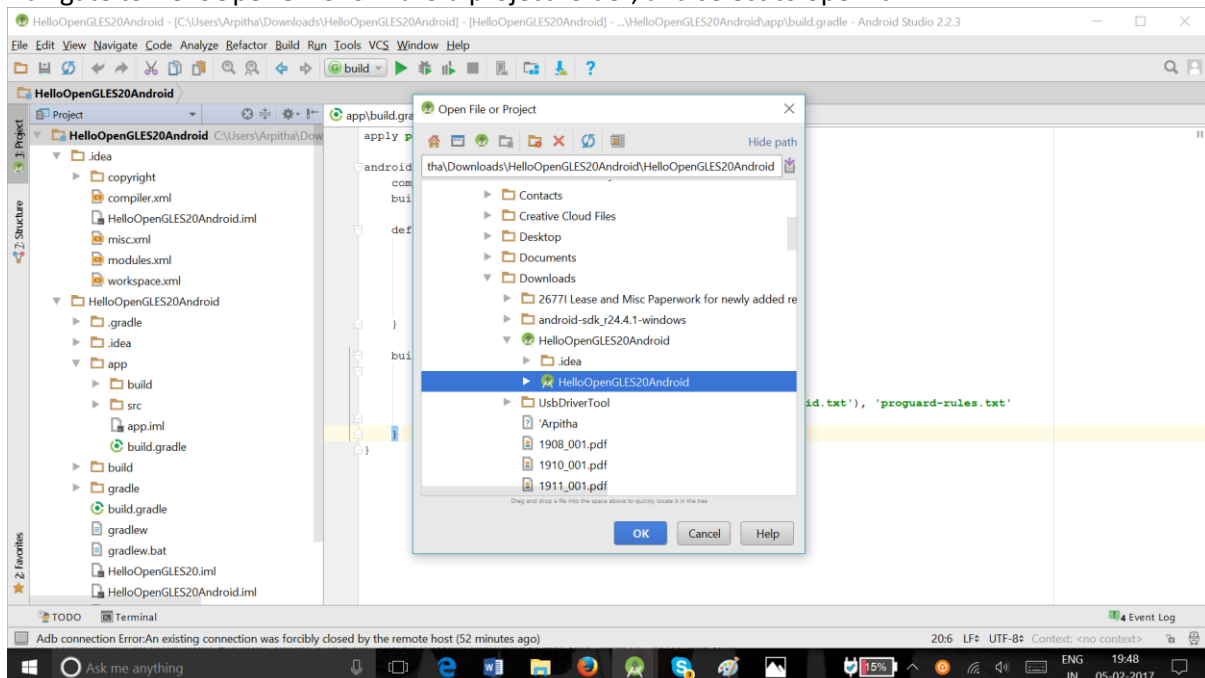 HelloOpenGLES20Android - [C:\Users\Arpitha\Downloads\HelloOpenGLES20Android] - [HelloOpenGLES20Android] - ...\HelloOpenGLES20Android\app\build.gradle - Android Studio 2.2.3
File Edit View Navigate Code Analyze Refactor Build Run Tools VCS Window Help
build
HelloOpenGLES20Android
Project
app\build.gra
1: Project
Z: Structure
2: Favorites
HelloOpenGLES20Android C:\Users\Arpitha\Dow
.idea
copyright
compiler.xml
HelloOpenGLES20Android.iml
misc.xml
modules.xml
workspace.xml
HelloOpenGLES20Android
.gradle
.idea
app
build
src
app.iml
build.gradle
build
gradle
build.gradle
gradlew
gradlew.bat
HelloOpenGLES20.iml
HelloOpenGLES20Android.iml
apply p
android
com
bui
def
}
bui
id.txt'), 'proguard-rules.txt'
}
}
Open File or Project
Hide path
tha\Downloads\HelloOpenGLES20Android\HelloOpenGLES20Android
Contacts
Creative Cloud Files
Desktop
Documents
Downloads
2677I Lease and Misc Paperwork for newly added re
android-sdk_r24.4.1-windows
HelloOpenGLES20Android
.idea
HelloOpenGLES20Android
UsbDriverTool
'Arpitha
1908_001.pdf
1910_001.pdf
1911_001.pdf
Drag and drop a file into the space above to quickly locate it in the tree
OK Cancel Help
TODO Terminal
4 Event Log
Adb connection Error:An existing connection was forcibly closed by the remote host (52 minutes ago)
20:6 LF÷ UTF-8÷ Context: <no context>
Ask me anything
15%
ENG
IN
19:48
05-02-2017